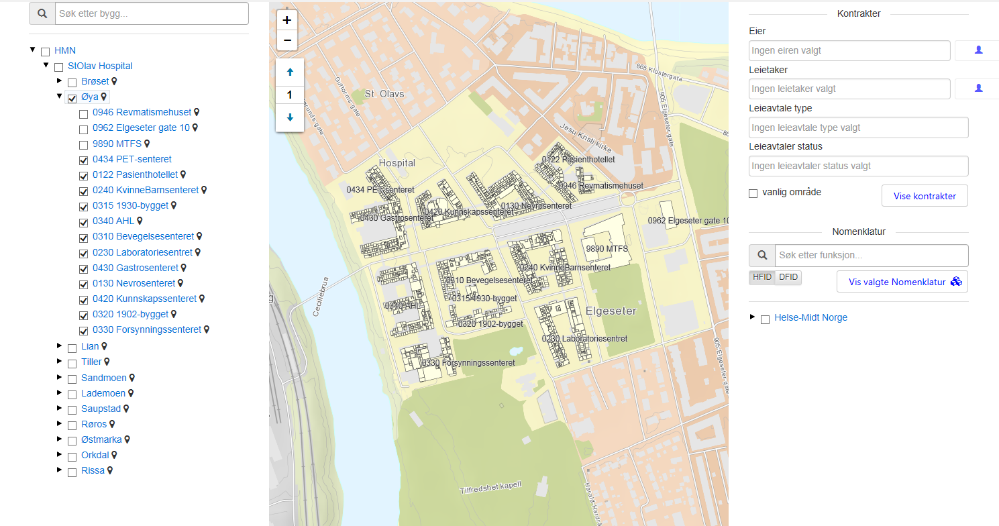 Søk etter bygg...
HMN
StOlav Hospital
Brøset
Øya
0946 Revmatismehuset
0962 Elgeseter gate 10
9890 MTFS
0434 PET-senteret
0122 Pasienthotellet
0240 KvinneBarnsenteret
0315 1930-bygget
0340 AHL
0310 Bevegelsesenteret
0230 Laboratoriesentret
0430 Gastrosenteret
0130 Nevrosenteret
0420 Kunnskapssenteret
0320 1902-bygget
0330 Forsynningssenteret
Lian
Tiller
Sandmoen
Lademoen
Saupstad
Røros
Østmarka
Orkdal
Rissa
+
−
1
865 Klostergata
Guttorms-gate
St. Olavs
905 Elgeseter-gate
Jesu Kristi kirke
Hospital
0122 Pasienthotellet
0946 Revmatismehuset
0434 PET-senteret
0130 Nevrosenteret
0420 Kunnskapssenteret
0430 Gastrosenteret
0962 Elgeseter gate 10
9890 MTFS
0240 KvinneBarnsenteret
0310 Bevegelsesenteret
Ceciliebrua
0315 1930-bygget
0340 AHL
Elgeseter
0320 1902-bygget
0230 Laboratoriesentret
905-Elgeseter-gate
0330 Forsynningssenteret
Tilfredshet kapell
Kontrakter
Eier
Ingen eiren valgt
Leietaker
Ingen leietaker valgt
Leieavtale type
Ingen leieavtale type valgt
Leieavtaler status
Ingen leieavtaler status valgt
vanlig område
Vise kontrakter
Nomenklatur
Søk etter funksjon...
HFID DFID
Vis valgte Nomenklatur
Helse-Midt Norge